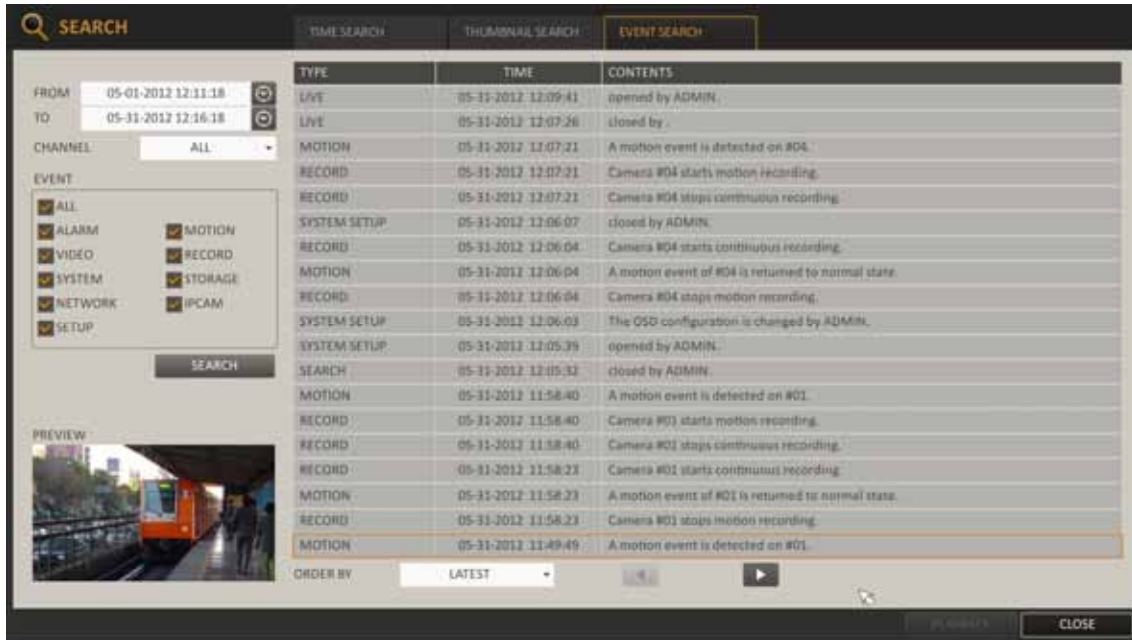 SEARCH
TIME SEARCH THUMBNAIL SEARCH EVENT SEARCH
TYPE TIME CONTENTS
FROM 05-01-2012 12:11:18
TO 05-31-2012 12:16:18
CHANNEL ALL
EVENT
ALL
ALARM MOTION
VIDEO RECORD
SYSTEM STORAGE
NETWORK IPCAM
SETUP
SEARCH
PREVIEW
LIVE 05-31-2012 12:09:41 opened by ADMIN.
LIVE 05-31-2012 12:07:26 closed by .
MOTION 05-31-2012 12:07:21 A motion event is detected on #04.
RECORD 05-31-2012 12:07:21 Camera #04 starts motion recording.
RECORD 05-31-2012 12:07:21 Camera #04 stops continuous recording.
SYSTEM SETUP 05-31-2012 12:06:07 closed by ADMIN.
RECORD 05-31-2012 12:06:04 Camera #04 starts continuous recording.
MOTION 05-31-2012 12:06:04 A motion event of #04 is returned to normal state.
RECORD 05-31-2012 12:06:04 Camera #04 stops motion recording.
SYSTEM SETUP 05-31-2012 12:06:03 The OSD configuration is changed by ADMIN.
SYSTEM SETUP 05-31-2012 12:05:39 opened by ADMIN.
SEARCH 05-31-2012 12:05:32 closed by ADMIN.
MOTION 05-31-2012 11:58:40 A motion event is detected on #01.
RECORD 05-31-2012 11:58:40 Camera #01 starts motion recording.
RECORD 05-31-2012 11:58:40 Camera #01 stops continuous recording.
RECORD 05-31-2012 11:58:23 Camera #01 starts continuous recording.
MOTION 05-31-2012 11:58:23 A motion event of #01 is returned to normal state.
RECORD 05-31-2012 11:58:23 Camera #01 stops motion recording.
MOTION 05-31-2012 11:49:49 A motion event is detected on #01.
ORDER BY LATEST
PLAYBACK CLOSE